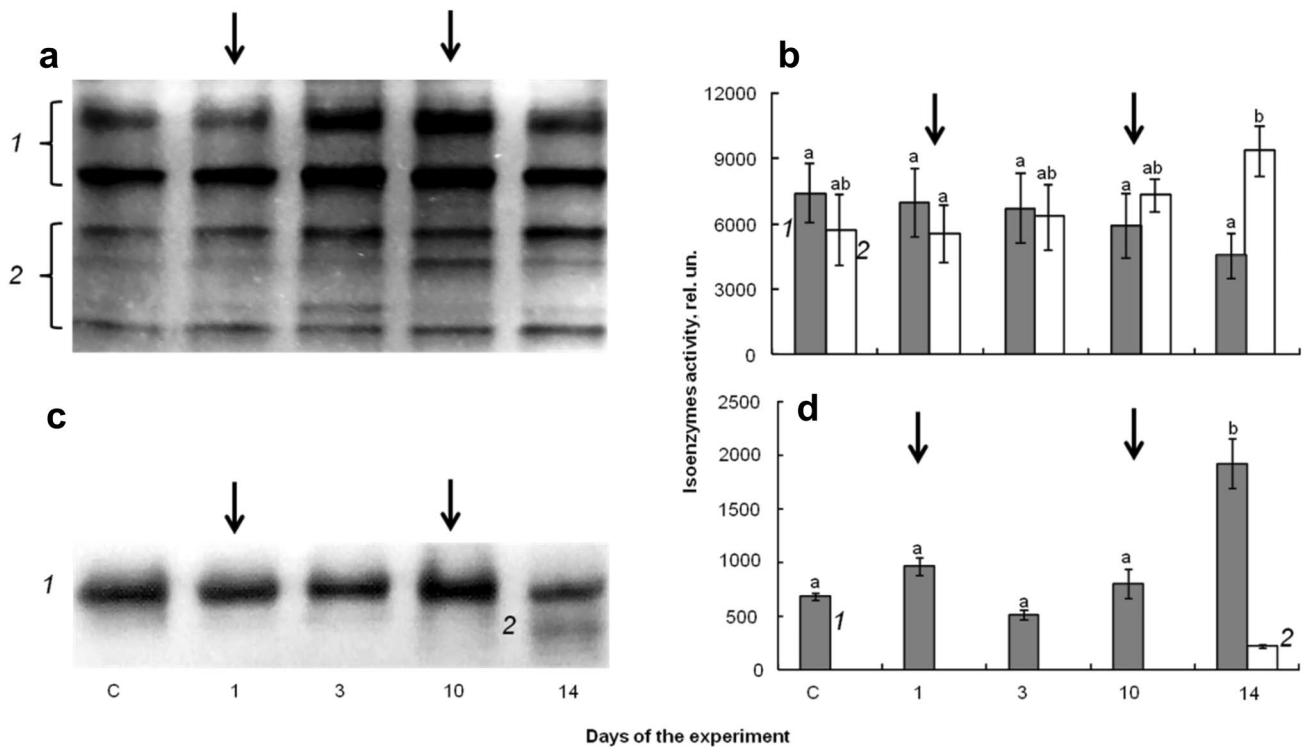 a
1
2
b
12000
9000
6000
3000
0
a
ab
a
a
a
ab
a
ab
a
b
1
2
Isoenzymes activity, rel. un.
c
1
2
C 1 3 10 14
d
2500
2000
1500
1000
500
0
a
a
a
a
b
1
2
C 1 3 10 14
Days of the experiment